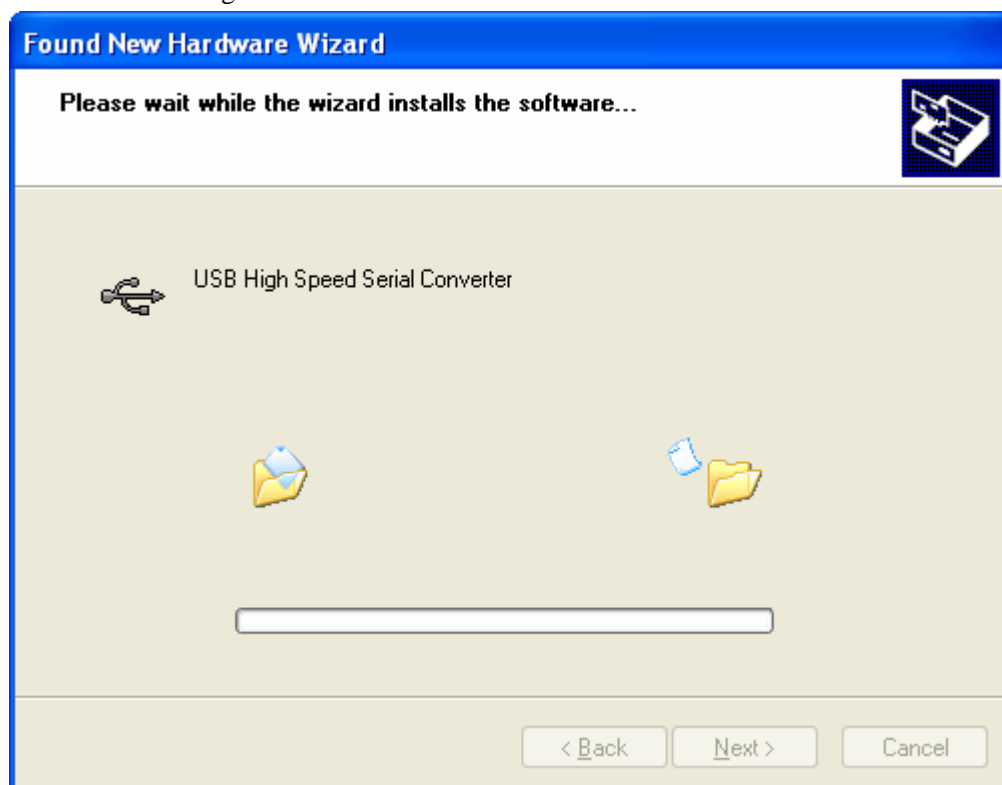 Found New Hardware Wizard
Please wait while the wizard installs the software...
USB High Speed Serial Converter
< Back Next > Cancel